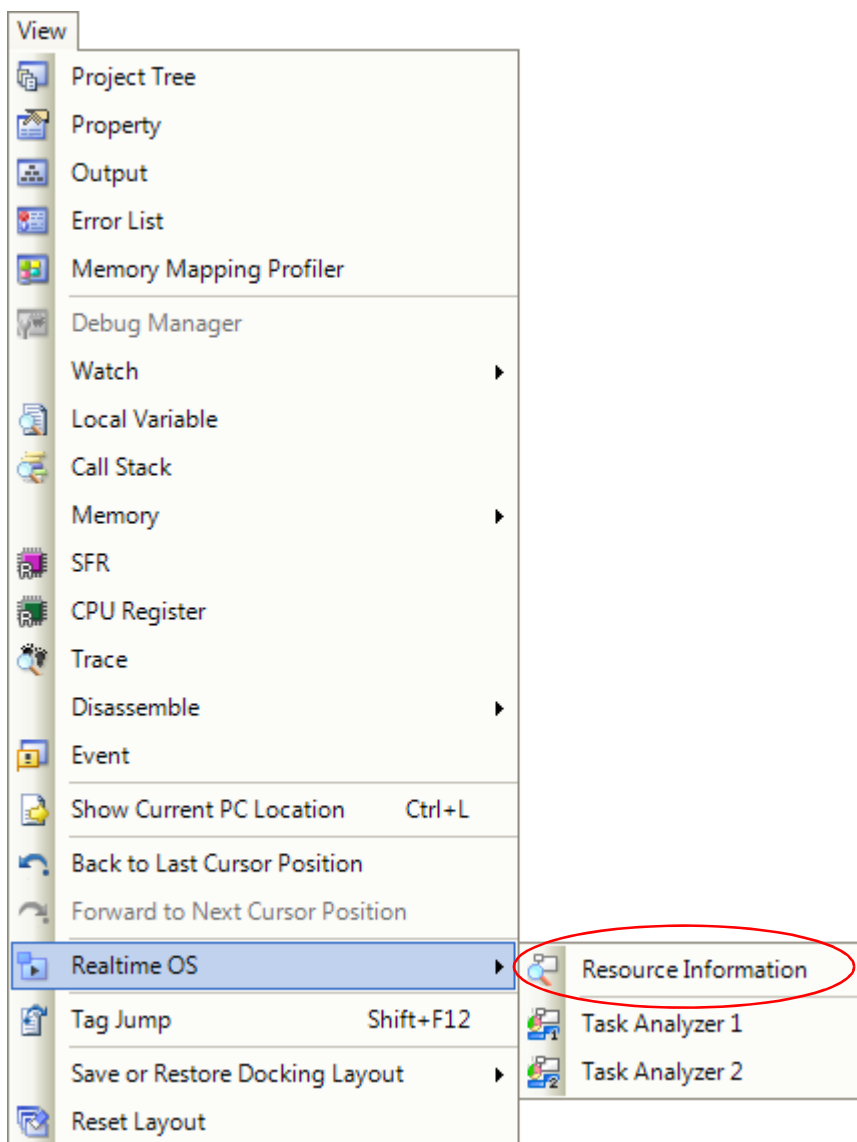 View
Project Tree
Property
Output
Error List
Memory Mapping Profiler
Debug Manager
Watch
Local Variable
Call Stack
Memory
SFR
CPU Register
Trace
Disassemble
Event
Show Current PC Location Ctrl+L
Back to Last Cursor Position
Forward to Next Cursor Position
Realtime OS
Resource Information
Tag Jump Shift+F12
Task Analyzer 1
Save or Restore Docking Layout
Task Analyzer 2
Reset Layout